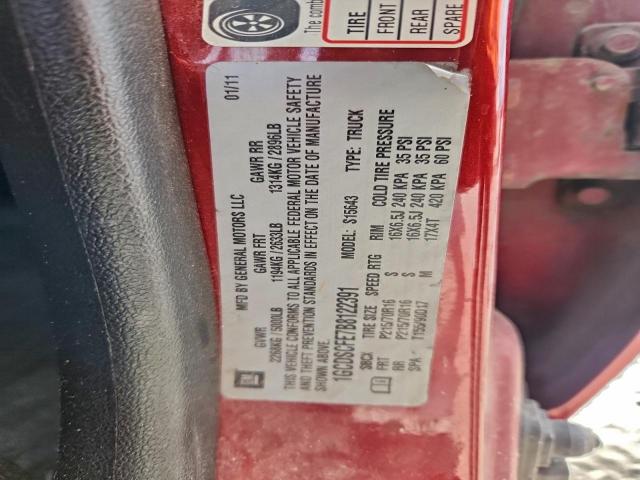 The comb
TIRE
FRONT
REAR
SPARE
GM
MFD BY GENERAL MOTORS LLC 01/11
GVWR GAWR FRT GAWR RR
2268KG/5000LB 1194KG/2633LB 1314KG/2896LB
THIS VEHICLE CONFORMS TO ALL APPLICABLE FEDERAL MOTOR VEHICLE SAFETY
AND THEFT PREVENTION STANDARDS IN EFFECT ON THE DATE OF MANUFACTURE
SHOWN ABOVE.
1GCDSCFE7B8122391 MODEL: S15643 TYPE: TRUCK
S8CX TIRE SIZE SPEED RTG RIM COLD TIRE PRESSURE
FRT P215/70R16 S 16X6.5J 240 KPA 35 PSI
RR P215/70R16 S 16X6.5J 240 KPA 35 PSI
SPA T155/90D17 M 17X4T 420 KPA 60 PSI